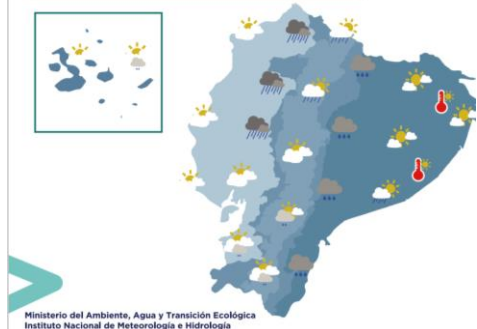 Ministerio del Ambiente, Agua y Transición Ecológica
Instituto Nacional de Meteorología e Hidrología